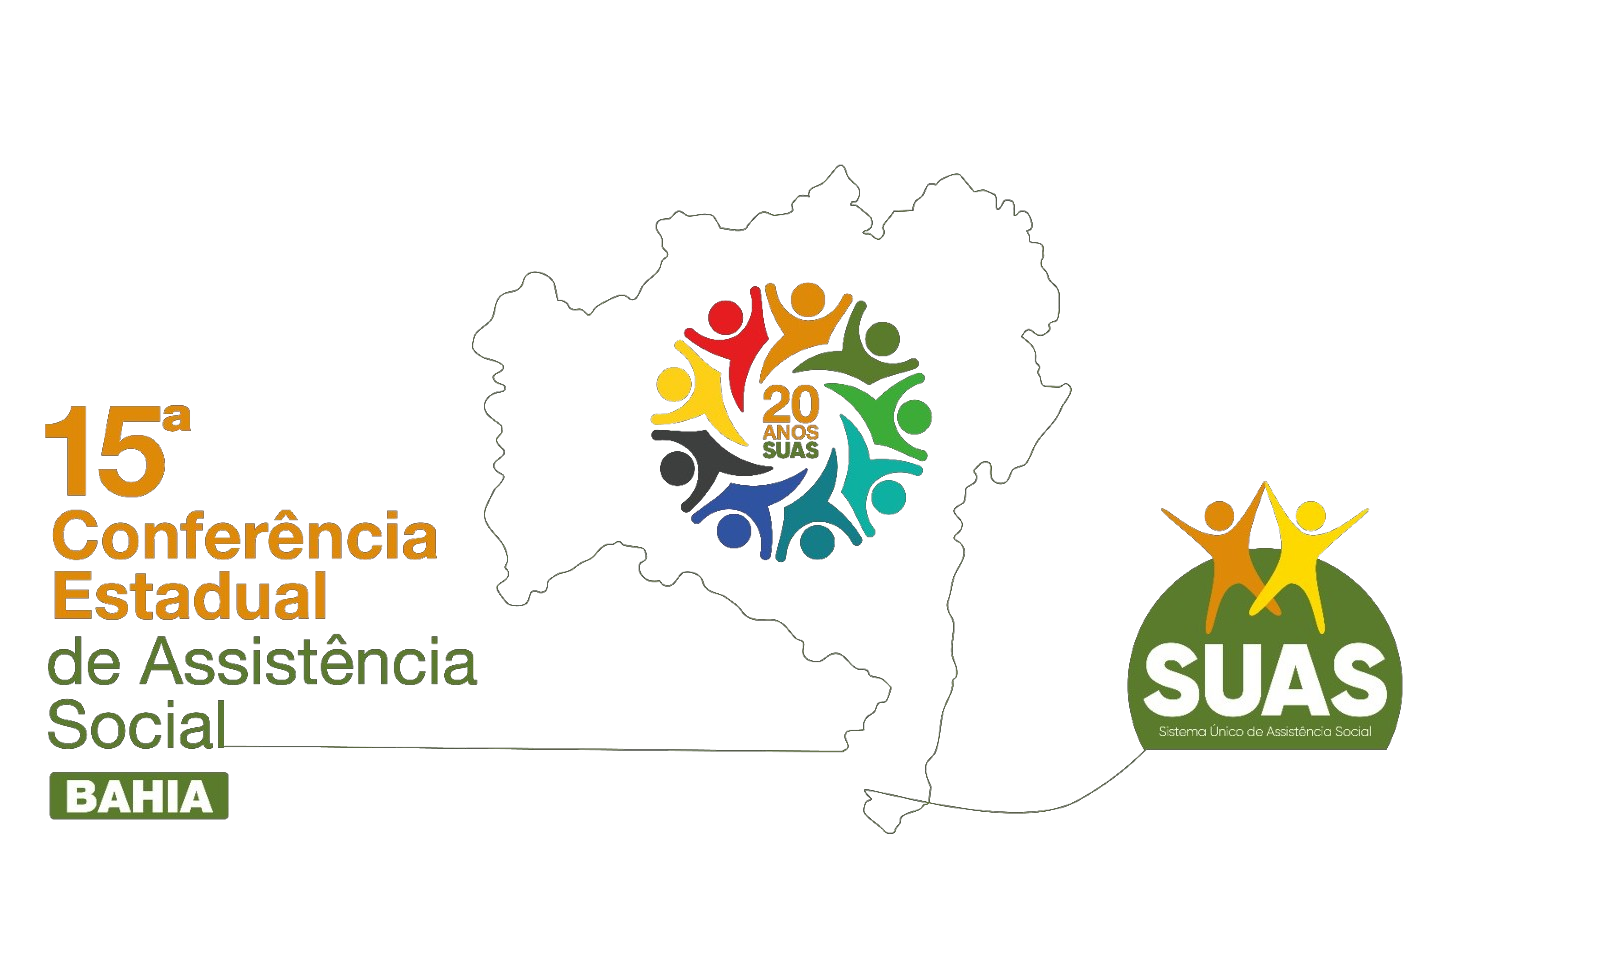 15ª
Conferência
Estadual
de Assistência
Social
BAHIA
20
ANOS
SUAS
SUAS
Sistema Único de Assistência Social